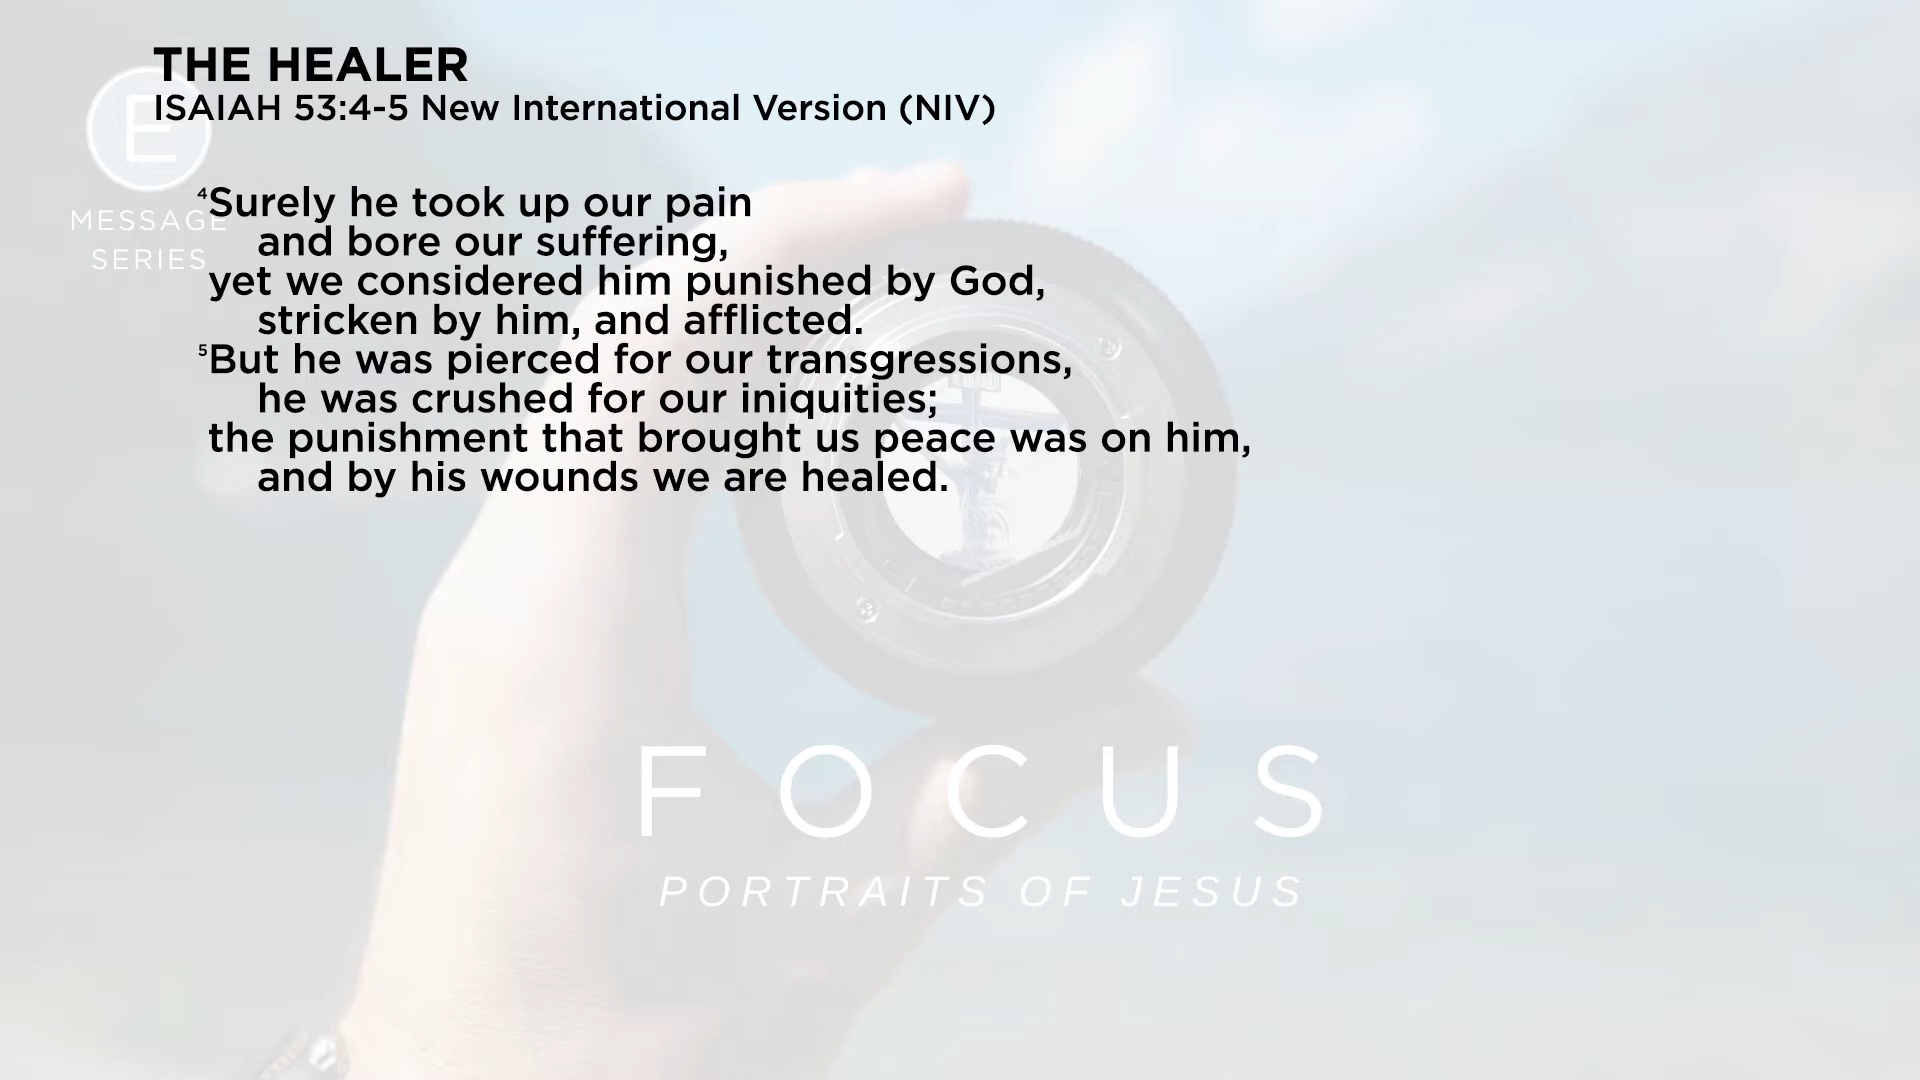 THE HEALER
ISAIAH 53:4-5 New International Version (NIV)
E
MESSAGE
SERIES
⁴Surely he took up our pain
and bore our suffering,
yet we considered him punished by God,
stricken by him, and afflicted.
⁵But he was pierced for our transgressions,
he was crushed for our iniquities;
the punishment that brought us peace was on him,
and by his wounds we are healed.
FOCUS
PORTRAITS OF JESUS